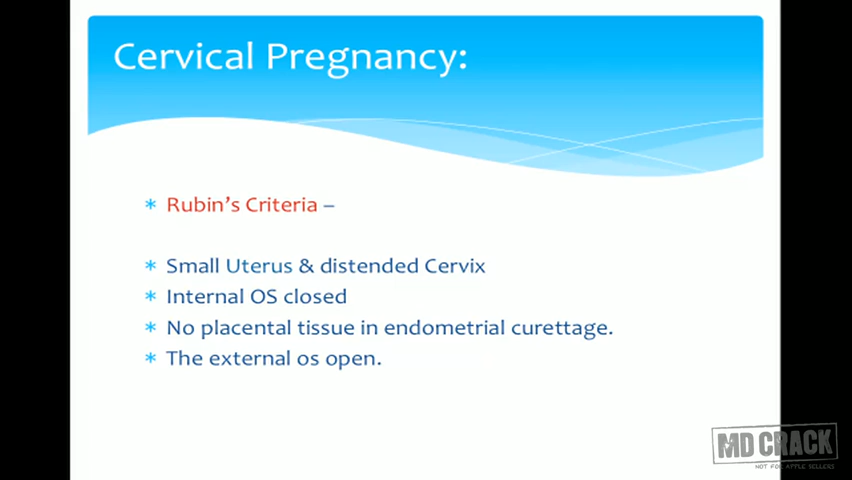 Cervical Pregnancy:
* Rubin's Criteria –
* Small Uterus & distended Cervix
* Internal OS closed
* No placental tissue in endometrial curettage.
* The external os open.
MD CRACK
NOT FOR APPLE SELLERS